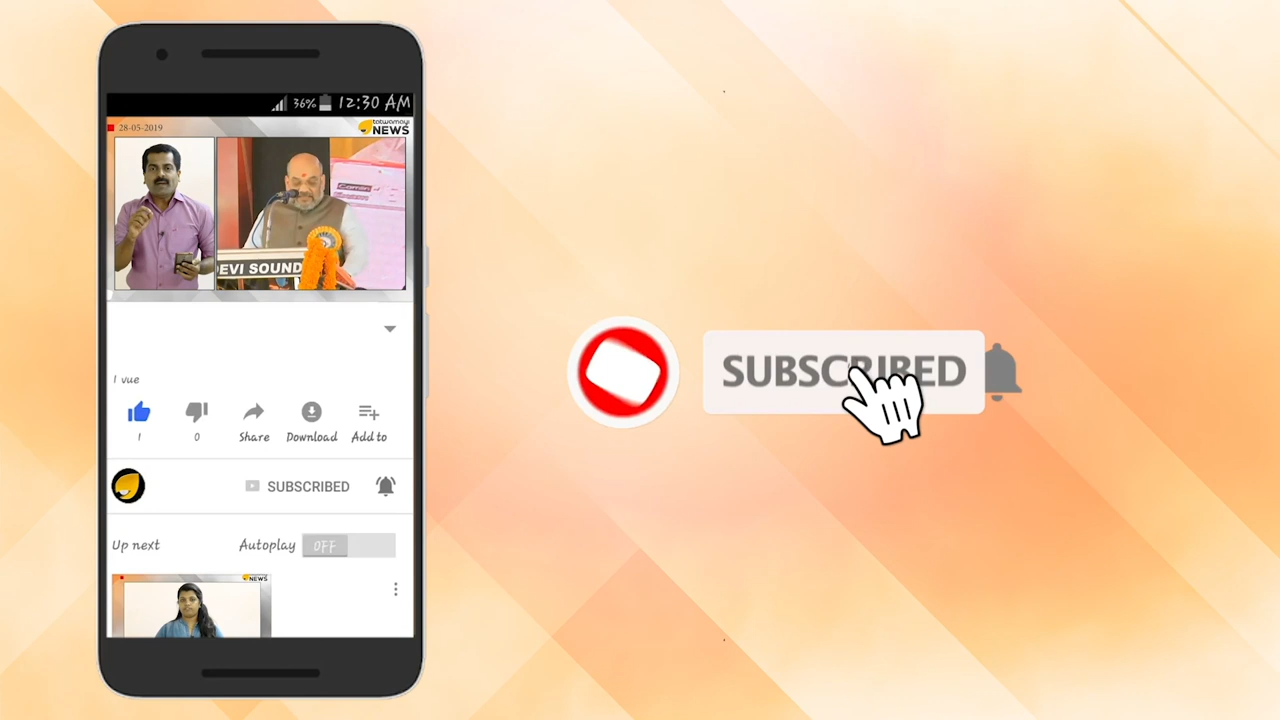 36% 12:30 AM
28-05-2019
tatwamayi
NEWS
DEVI SOUND
1 vue
1
0
Share
Download
Add to
SUBSCRIBED
SUBSCRIBED
Up next
Autoplay
OFF
NEWS